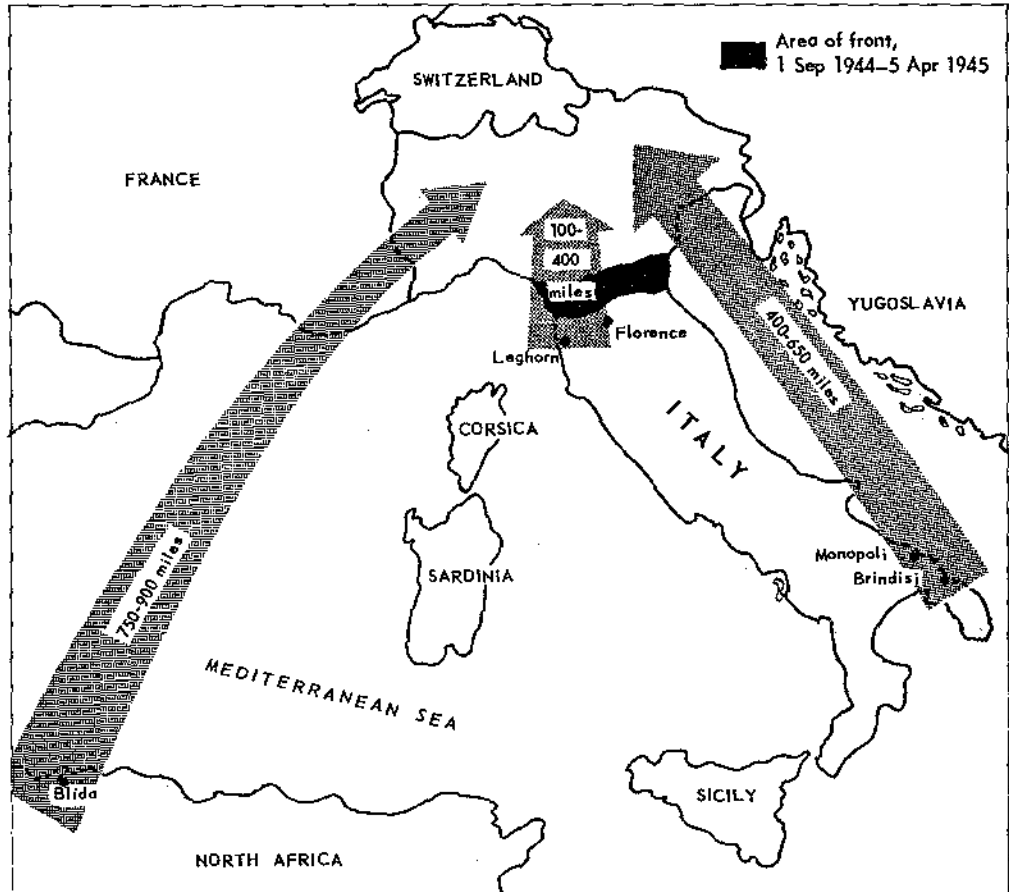 Area of front,
1 Sep 1944–5 Apr 1945
SWITZERLAND
FRANCE
100-
400
miles
YUGOSLAVIA
Florence
Leghorn
400-650 miles
CORSICA
ITALY
Monopoli
Brindisi
SARDINIA
750-900 miles
MEDITERRANEAN SEA
Blida
SICILY
NORTH AFRICA